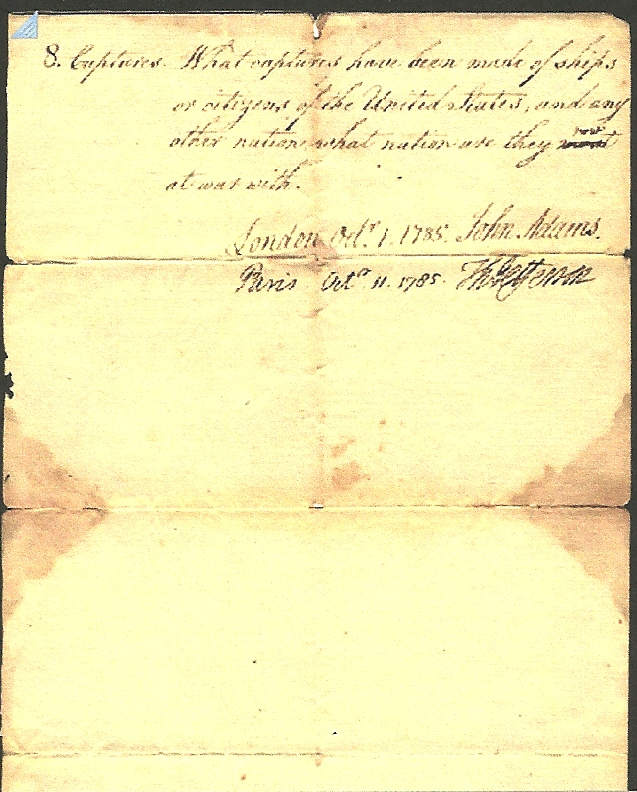 8. Captures. What captures have been made of ships
or citizens of the United States, and any
other nation. what nation are they now
at war with.
London Octr. 1. 1785. John Adams.
Paris Octr. 11. 1785. Th Jefferson